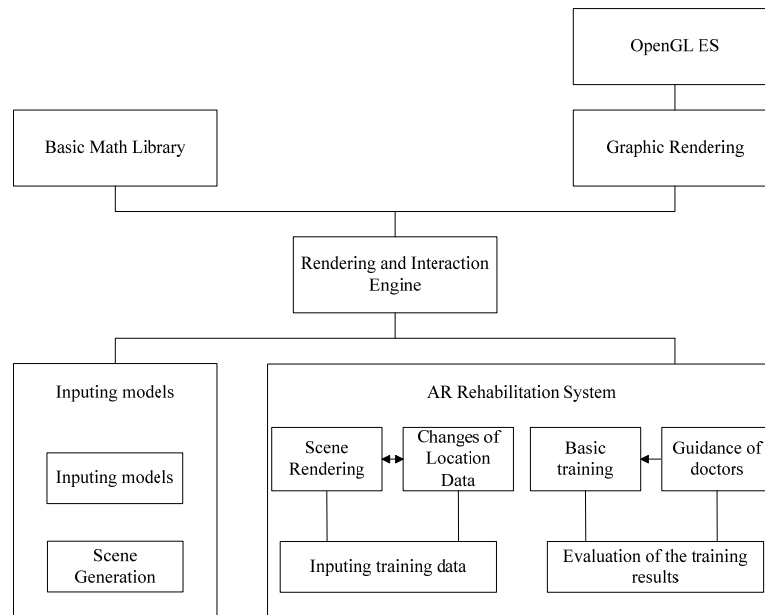 OpenGL ES
Basic Math Library
Graphic Rendering
Rendering and Interaction
Engine
Inputing models
Inputing models
Scene
Generation
AR Rehabilitation System
Scene
Rendering
Changes of
Location
Data
Basic
training
Guidance of
doctors
Inputing training data
Evaluation of the training
results